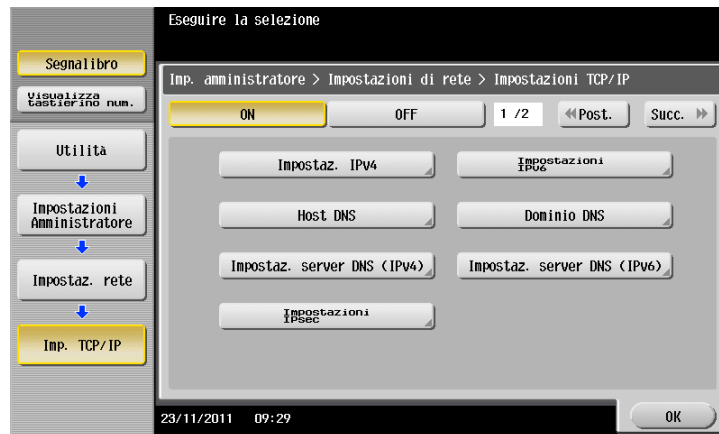 Eseguire la selezione
Segnalibro
Visualizza
tastierino num.
Utilità
Impostazioni
Amministratore
Impostaz. rete
Imp. TCP/IP
Imp. amministratore > Impostazioni di rete > Impostazioni TCP/IP
ON OFF 1 /2 Post. Succ.
Impostaz. IPv4
Impostazioni
IPv6
Host DNS
Dominio DNS
Impostaz. server DNS (IPv4)
Impostaz. server DNS (IPv6)
Impostazioni
IPsec
23/11/2011 09:29
OK